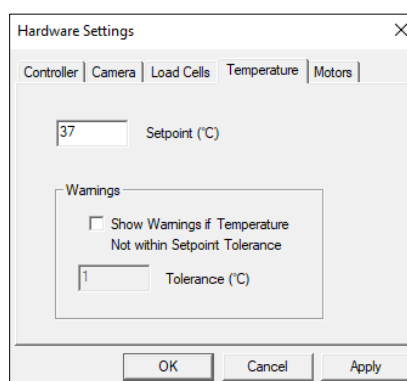 Hardware Settings
Controller Camera Load Cells Temperature Motors
37 Setpoint (°C)
Warnings
Show Warnings if Temperature
Not within Setpoint Tolerance
1 Tolerance (°C)
OK Cancel Apply